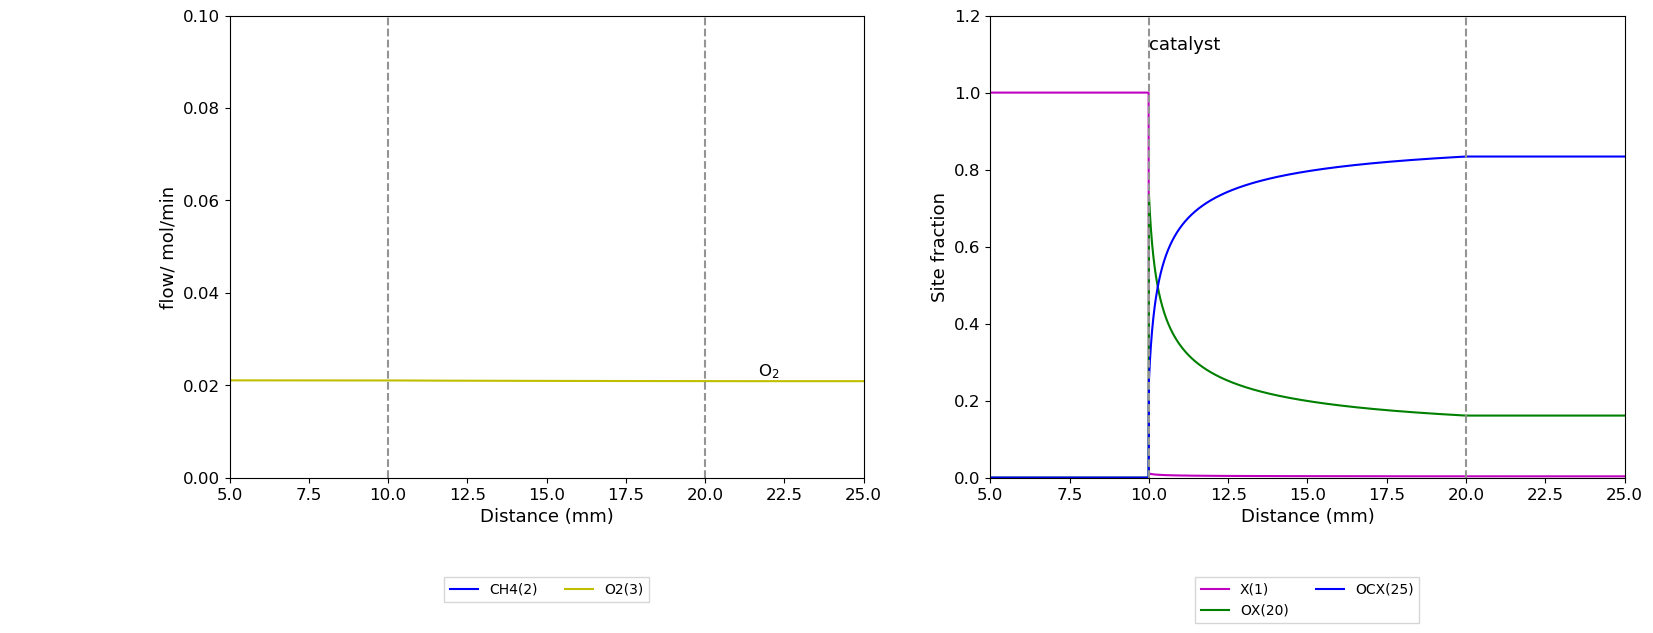 0.10
0.08
0.06
0.04
0.02
0.00
flow/ mol/min
O₂
5.0 7.5 10.0 12.5 15.0 17.5 20.0 22.5 25.0
Distance (mm)
CH4(2) O2(3)
1.2
1.0
0.8
0.6
0.4
0.2
0.0
Site fraction
catalyst
5.0 7.5 10.0 12.5 15.0 17.5 20.0 22.5 25.0
Distance (mm)
X(1) OCX(25)
OX(20)